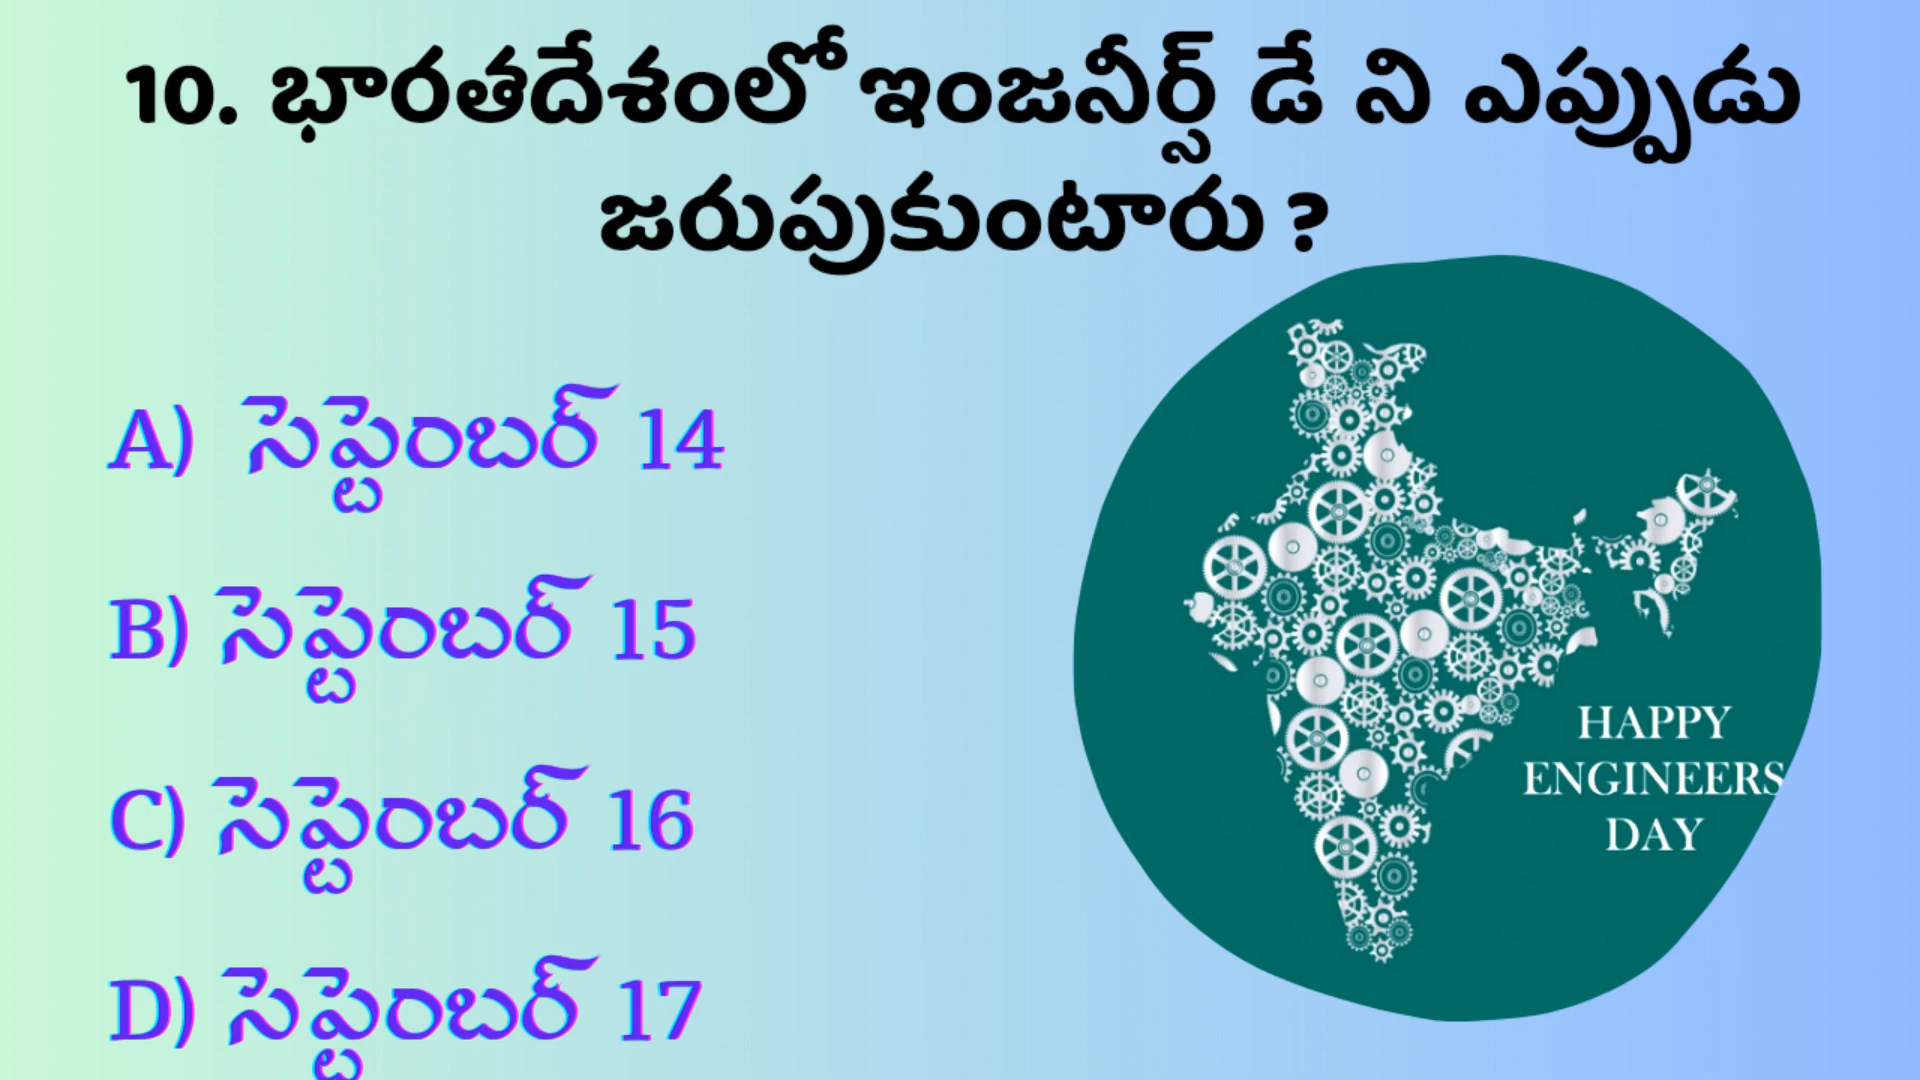 10. భారతదేశంలో ఇంజనీర్స్ డే ని ఎప్పుడు
జరుపుకుంటారు ?
A) సెప్టెంబర్ 14
B) సెప్టెంబర్ 15
C) సెప్టెంబర్ 16
D) సెప్టెంబర్ 17
HAPPY
ENGINEERS
DAY